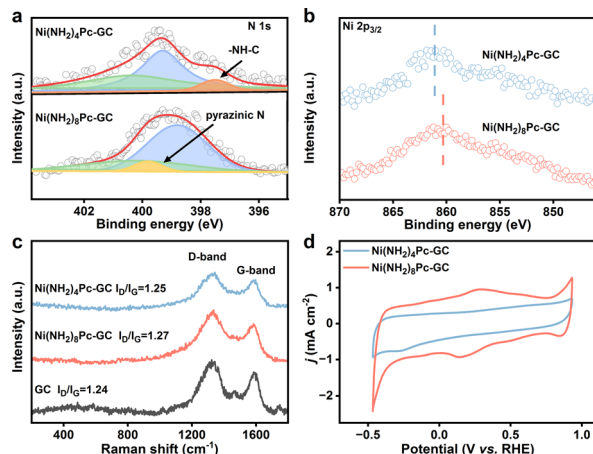 a
N 1s
Ni(NH2)4Pc-GC
-NH-C
Ni(NH2)8Pc-GC
pyrazinic N
Intensity (a.u.)
402 400 398 396
Binding energy (eV)
b
Ni 2p3/2
Ni(NH2)4Pc-GC
Ni(NH2)8Pc-GC
Intensity (a.u.)
870 865 860 855 850
Binding energy (eV)
c
D-band
G-band
Ni(NH2)4Pc-GC ID/IG=1.25
Ni(NH2)8Pc-GC ID/IG=1.27
GC ID/IG=1.24
Intensity (a.u.)
400 800 1200 1600
Raman shift (cm-1)
d
Ni(NH2)4Pc-GC
Ni(NH2)8Pc-GC
j (mA cm-2)
2
1
0
-1
-2
-0.5 0.0 0.5 1.0
Potential (V vs. RHE)